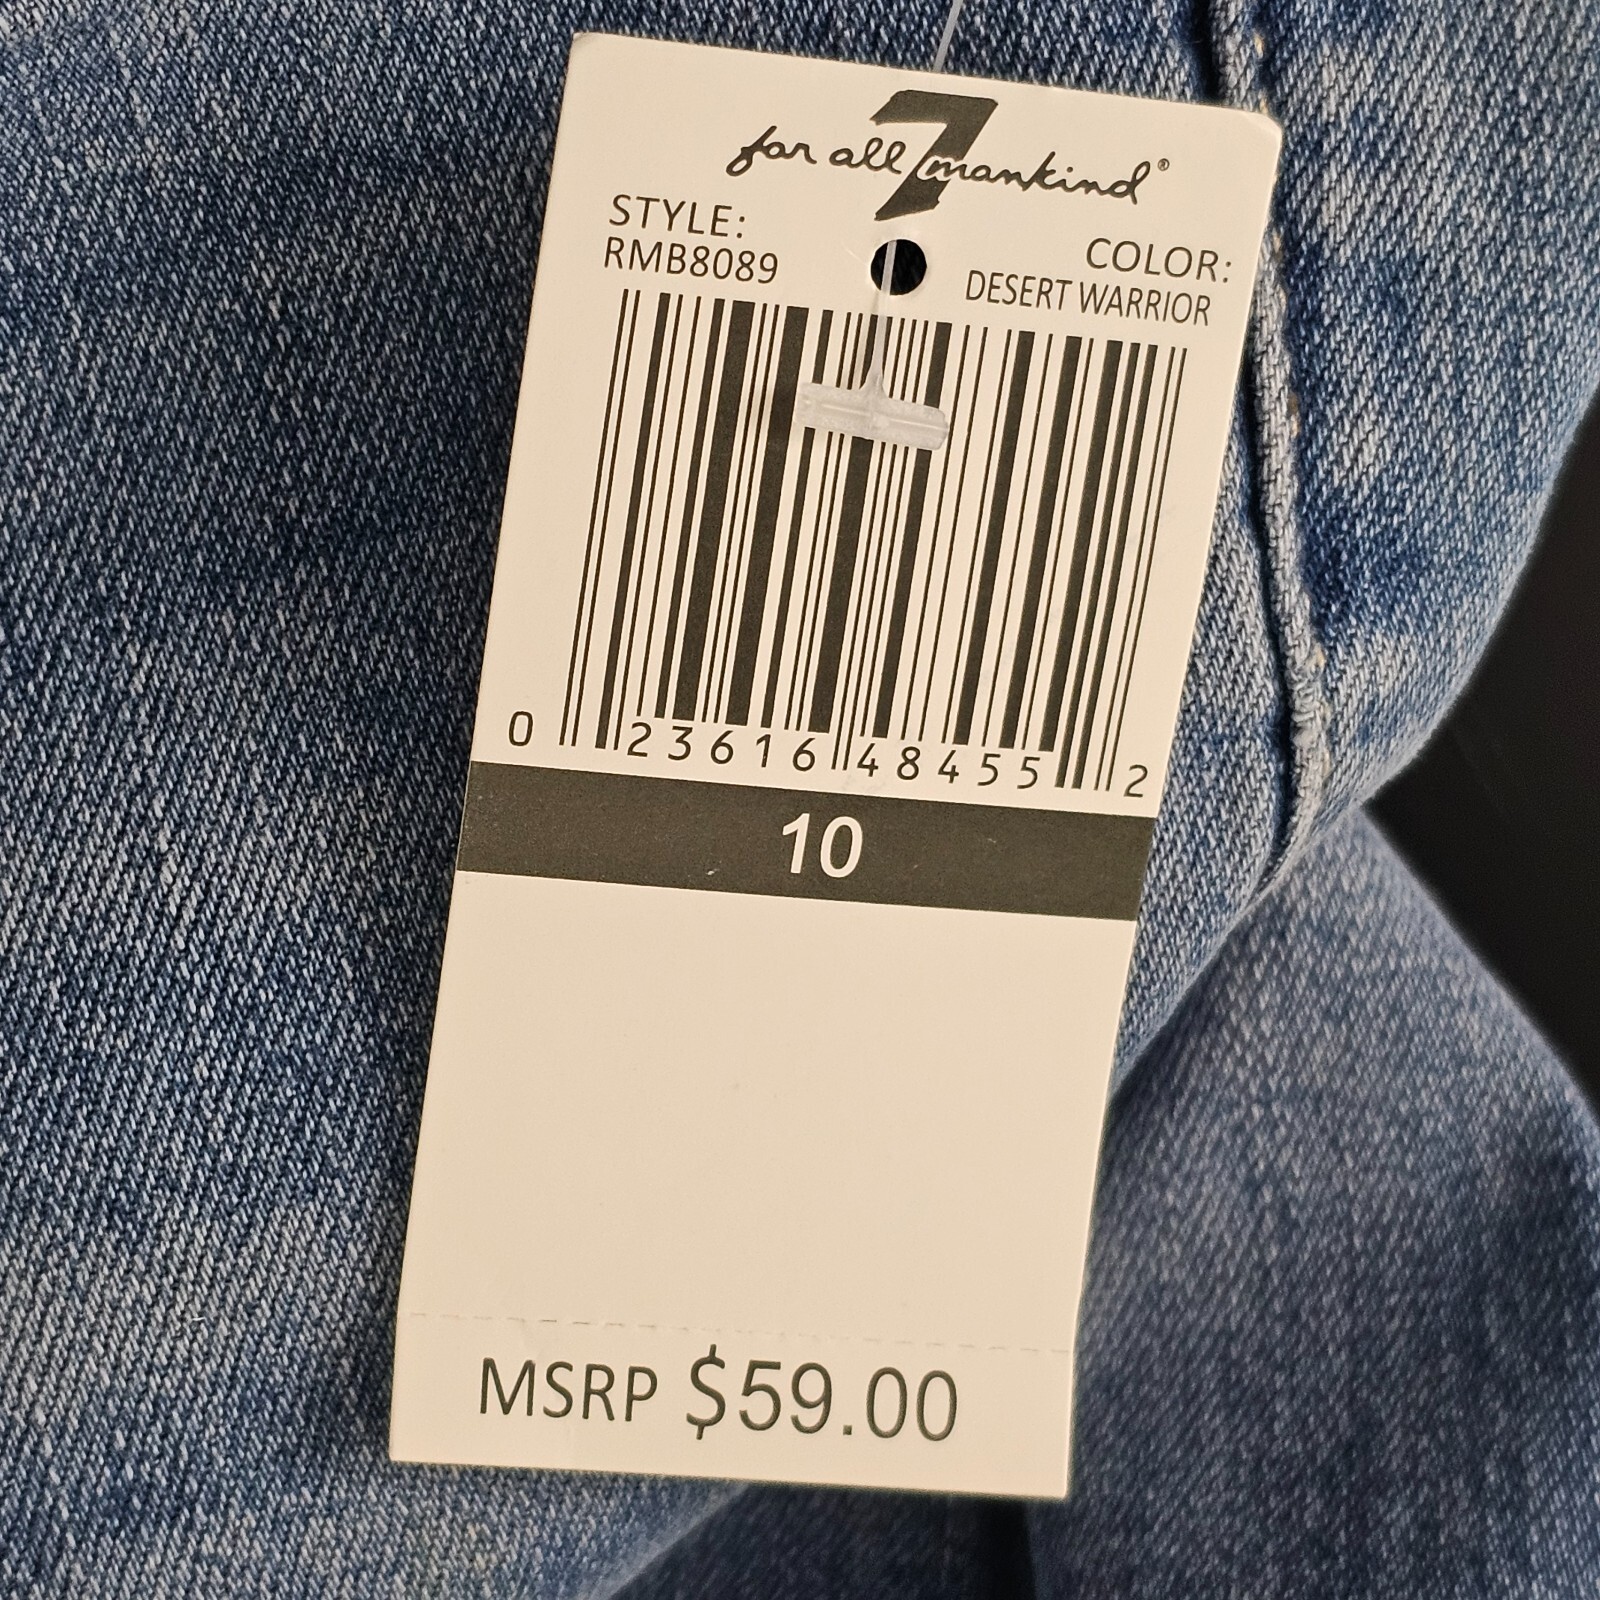 7
for all mankind®
STYLE:
RMB8089
COLOR:
DESERT WARRIOR
0 23616 48455 2
10
MSRP $59.00